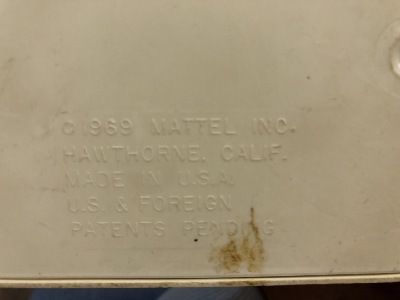 ©1969 MATTEL INC.
HAWTHORNE, CALIF.
MADE IN U.S.A.
U.S. & FOREIGN
PATENTS PENDING